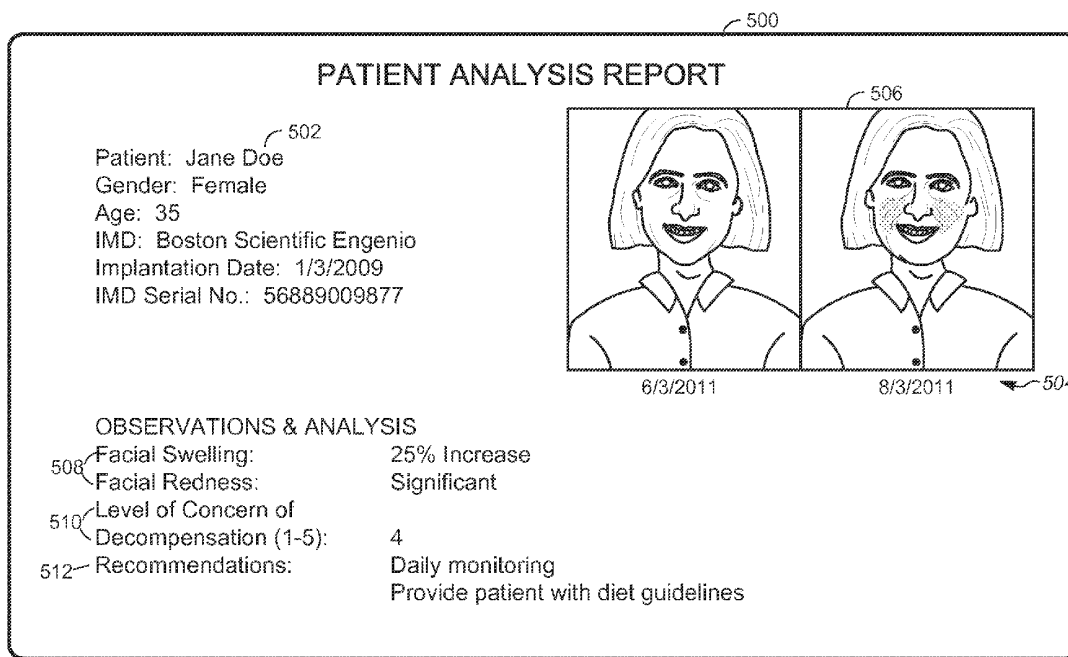 500
PATIENT ANALYSIS REPORT
506
502
Patient: Jane Doe
Gender: Female
Age: 35
IMD: Boston Scientific Engenio
Implantation Date: 1/3/2009
IMD Serial No.: 56889009877
6/3/2011 8/3/2011 504
OBSERVATIONS & ANALYSIS
508 Facial Swelling: 25% Increase
Facial Redness: Significant
510 Level of Concern of
Decompensation (1-5): 4
512 Recommendations: Daily monitoring
Provide patient with diet guidelines